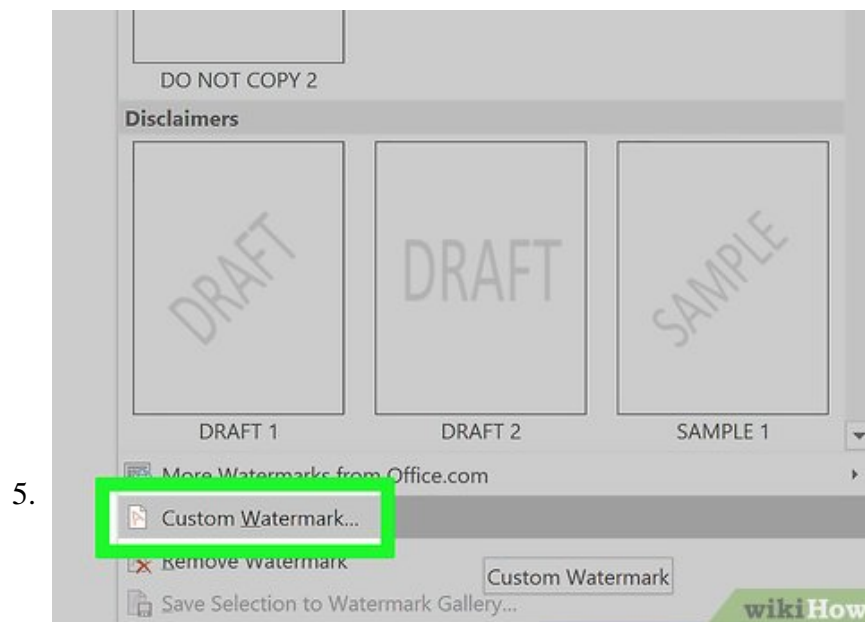 DO NOT COPY 2
Disclaimers
DRAFT
DRAFT
SAMPLE
DRAFT 1
DRAFT 2
SAMPLE 1
More Watermarks from Office.com
5.
Custom Watermark...
Remove Watermark
Custom Watermark
Save Selection to Watermark Gallery...
wikiHow